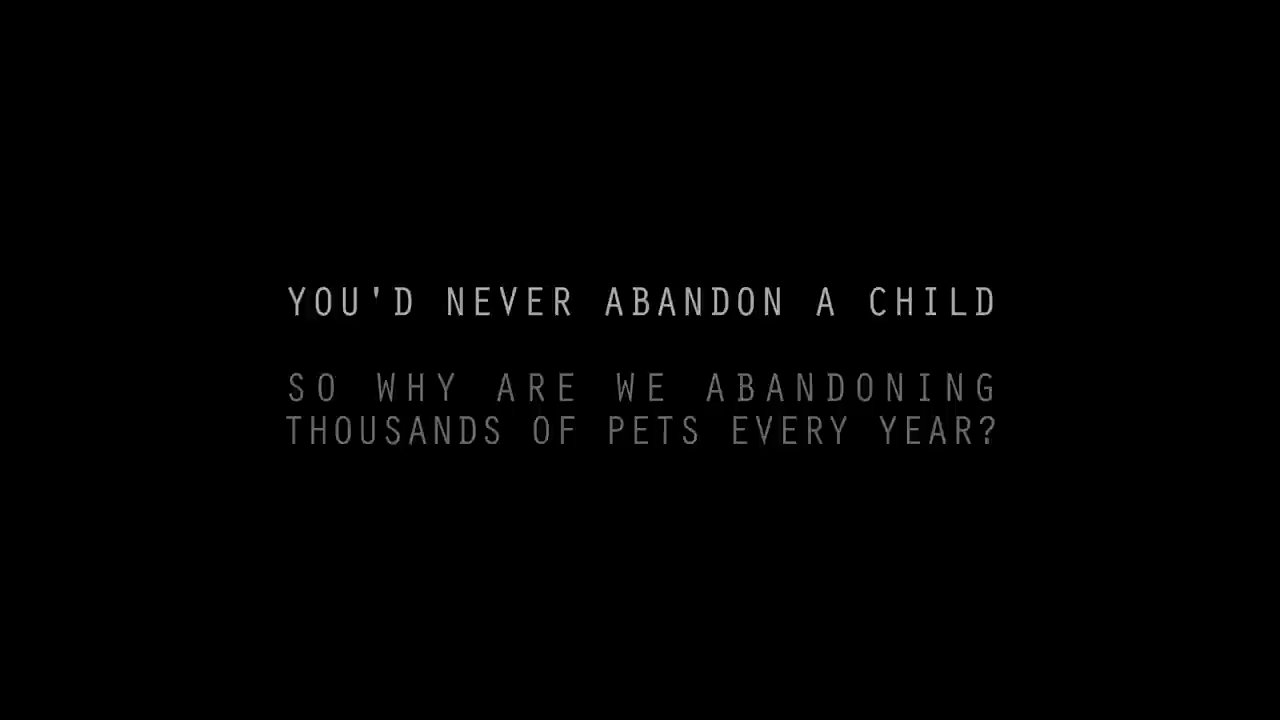 YOU'D NEVER ABANDON A CHILD
SO WHY ARE WE ABANDONING
THOUSANDS OF PETS EVERY YEAR?